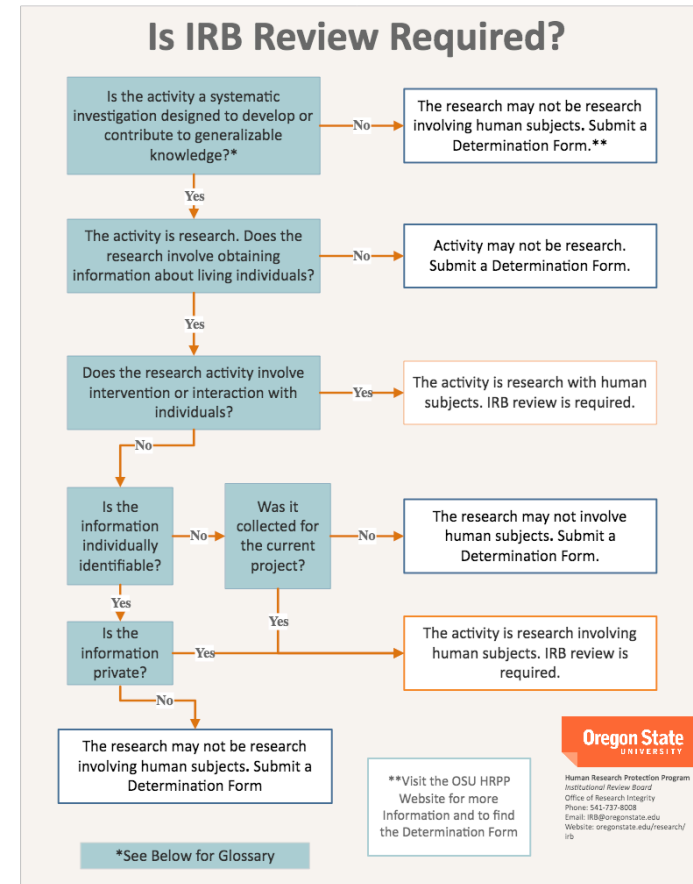 Is IRB Review Required?
Is the activity a systematic
investigation designed to develop or
contribute to generalizable
knowledge?*
No
The research may not be research
involving human subjects. Submit a
Determination Form.**
Yes
The activity is research. Does the
research involve obtaining
information about living individuals?
No
Activity may not be research.
Submit a Determination Form.
Yes
Does the research activity involve
intervention or interaction with
individuals?
Yes
The activity is research with human
subjects. IRB review is required.
No
Is the
information
individually
identifiable?
No
Was it
collected for
the current
project?
No
The research may not involve
human subjects. Submit a
Determination Form.
Yes
Yes
Is the
information
private?
Yes
The activity is research involving
human subjects. IRB review is
required.
No
The research may not be research
involving human subjects. Submit a
Determination Form
**Visit the OSU HRPP
Website for more
Information and to find
the Determination Form
Oregon State
UNIVERSITY
Human Research Protection Program
Institutional Review Board
Office of Research Integrity
Phone: 541-737-8008
Email: IRB@oregonstate.edu
Website: oregonstate.edu/research/
irb
*See Below for Glossary